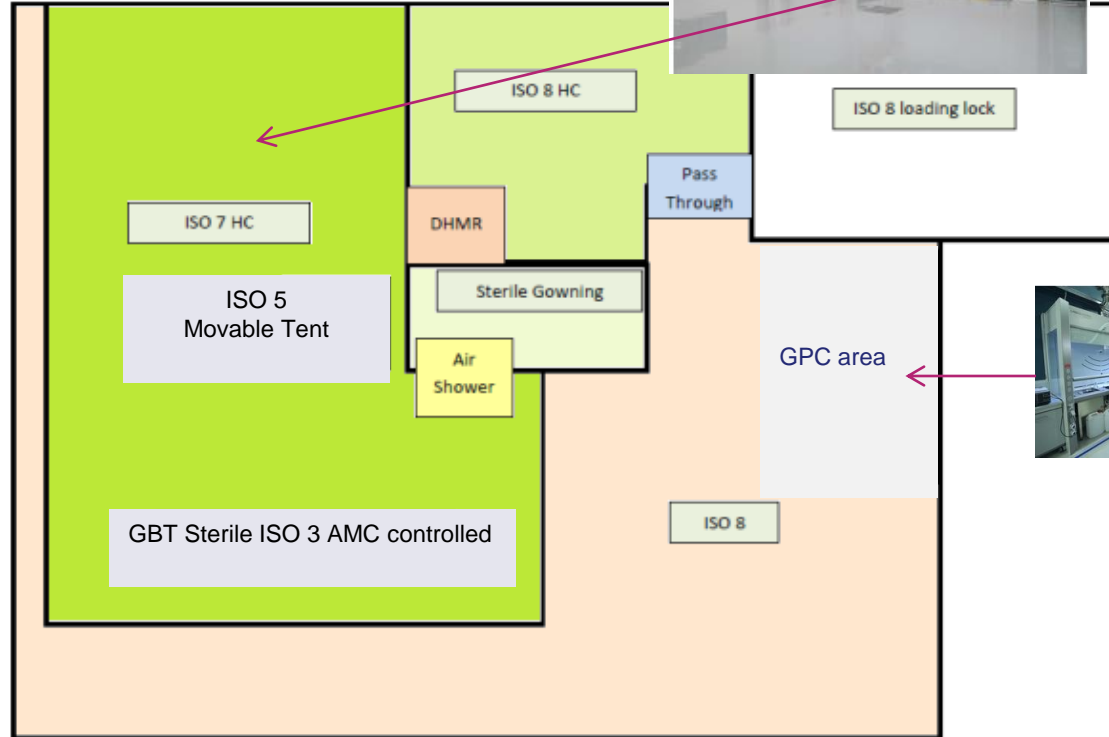 ISO 8 HC
ISO 8 loading lock
Pass
Through
ISO 7 HC
DHMR
ISO 5
Movable Tent
Sterile Gowning
Air
Shower
GPC area
GBT Sterile ISO 3 AMC controlled
ISO 8